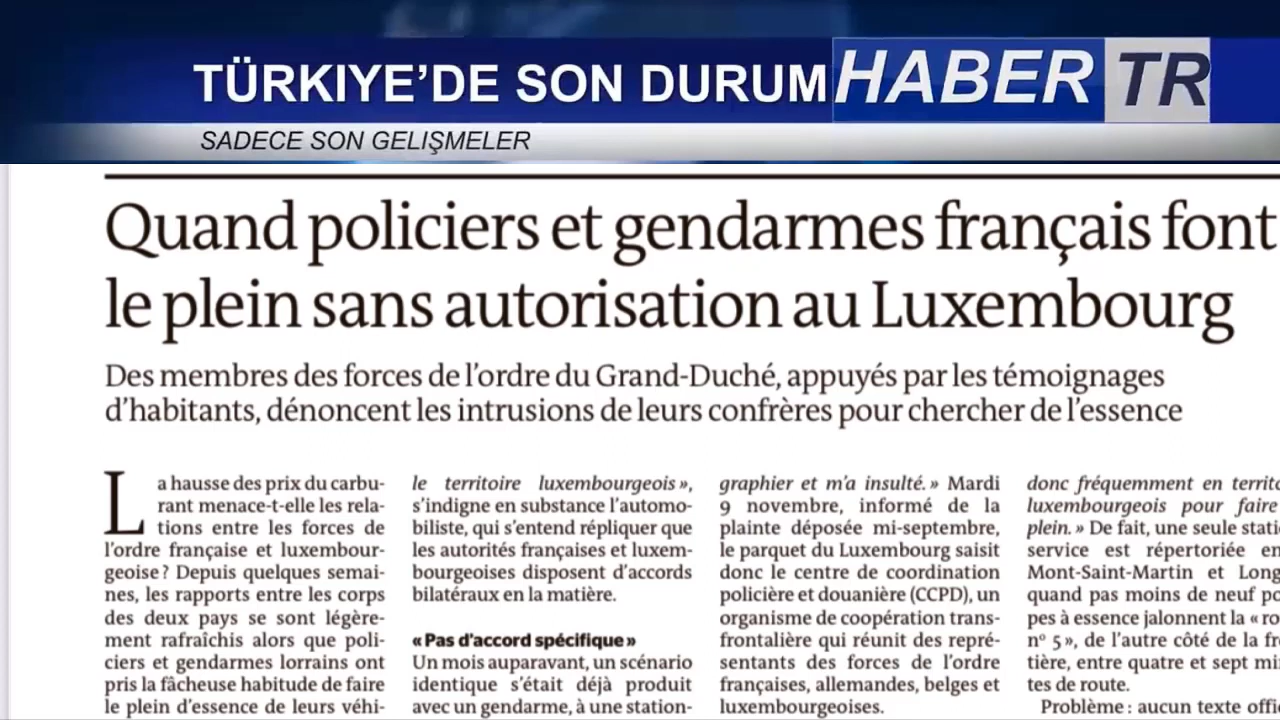 TÜRKIYE’DE SON DURUM
HABER TR
SADECE SON GELIŞMELER
Quand policiers et gendarmes français font
le plein sans autorisation au Luxembourg
Des membres des forces de l’ordre du Grand-Duché, appuyés par les témoignages
d’habitants, dénoncent les intrusions de leurs confrères pour chercher de l’essence
La hausse des prix du carbu-
rant menace-t-elle les rela-
tions entre les forces de
l’ordre française et luxembour-
geoise ? Depuis quelques semai-
nes, les rapports entre les corps
des deux pays se sont légère-
ment rafraîchis alors que poli-
ciers et gendarmes lorrains ont
pris la fâcheuse habitude de faire
le plein d’essence de leurs véhi-
le territoire luxembourgeois »,
s’indigne en substance l’automo-
biliste, qui s’entend répliquer que
les autorités françaises et luxem-
bourgeoises disposent d’accords
bilatéraux en la matière.
« Pas d’accord spécifique »
Un mois auparavant, un scénario
identique s’était déjà produit
avec un gendarme, à une station-
graphier et m’a insulté. » Mardi
9 novembre, informé de la
plainte déposée mi-septembre,
le parquet du Luxembourg saisit
donc le centre de coordination
policière et douanière (CCPD), un
organisme de coopération trans-
frontalière qui réunit des repré-
sentants des forces de l’ordre
françaises, allemandes, belges et
luxembourgeoises.
donc fréquemment en territ
luxembourgeois pour faire
plein. » De fait, une seule stati
service est répertoriée en
Mont-Saint-Martin et Long
quand pas moins de neuf po
pes à essence jalonnent la « ro
n° 5 », de l’autre côté de la fr
tière, entre quatre et sept mi
tes de route.
Problème : aucun texte offi